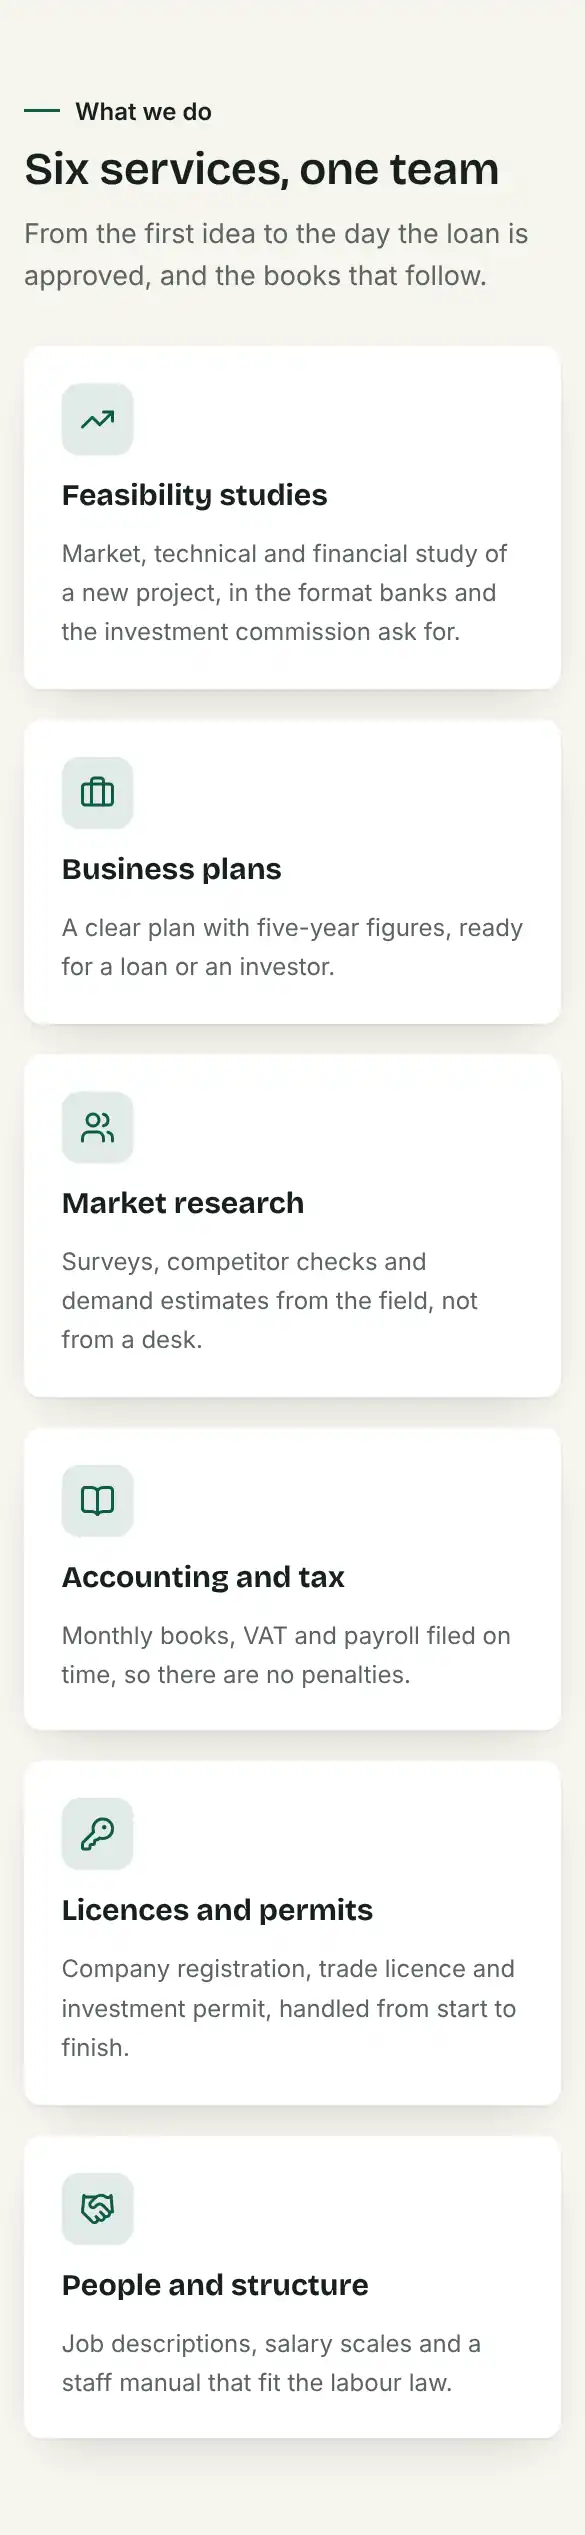 What we do
Six services, one team
From the first idea to the day the loan is
approved, and the books that follow.
Feasibility studies
Market, technical and financial study of
a new project, in the format banks and
the investment commission ask for.
Business plans
A clear plan with five-year figures, ready
for a loan or an investor.
Market research
Surveys, competitor checks and
demand estimates from the field, not
from a desk.
Accounting and tax
Monthly books, VAT and payroll filed on
time, so there are no penalties.
Licences and permits
Company registration, trade licence and
investment permit, handled from start to
finish.
People and structure
Job descriptions, salary scales and a
staff manual that fit the labour law.